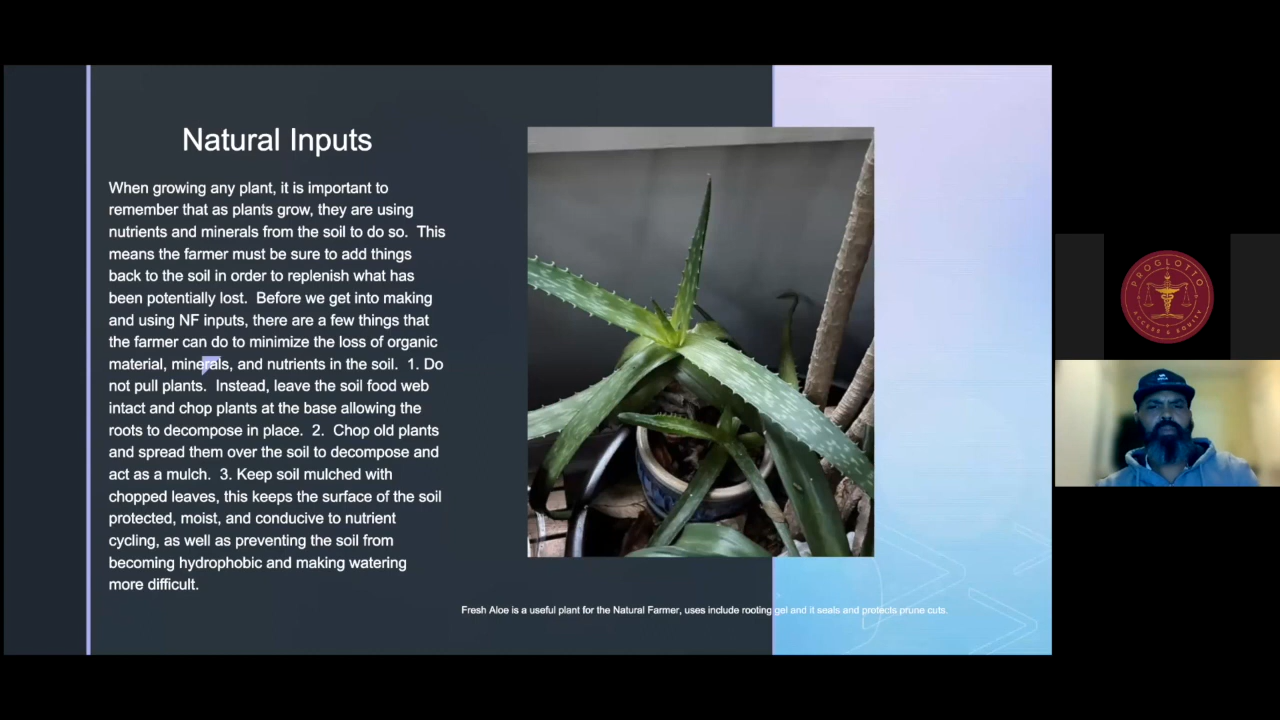 Natural Inputs
When growing any plant, it is important to
remember that as plants grow, they are using
nutrients and minerals from the soil to do so.  This
means the farmer must be sure to add things
back to the soil in order to replenish what has
been potentially lost.  Before we get into making
and using NF inputs, there are a few things that
the farmer can do to minimize the loss of organic
material, minerals, and nutrients in the soil.  1. Do
not pull plants.  Instead, leave the soil food web
intact and chop plants at the base allowing the
roots to decompose in place.  2.  Chop old plants
and spread them over the soil to decompose and
act as a mulch.  3. Keep soil mulched with
chopped leaves, this keeps the surface of the soil
protected, moist, and conducive to nutrient
cycling, as well as preventing the soil from
becoming hydrophobic and making watering
more difficult.
Fresh Aloe is a useful plant for the Natural Farmer, uses include rooting gel and it seals and protects prune cuts.
PROGLOTTO
ACCESS & EQUITY